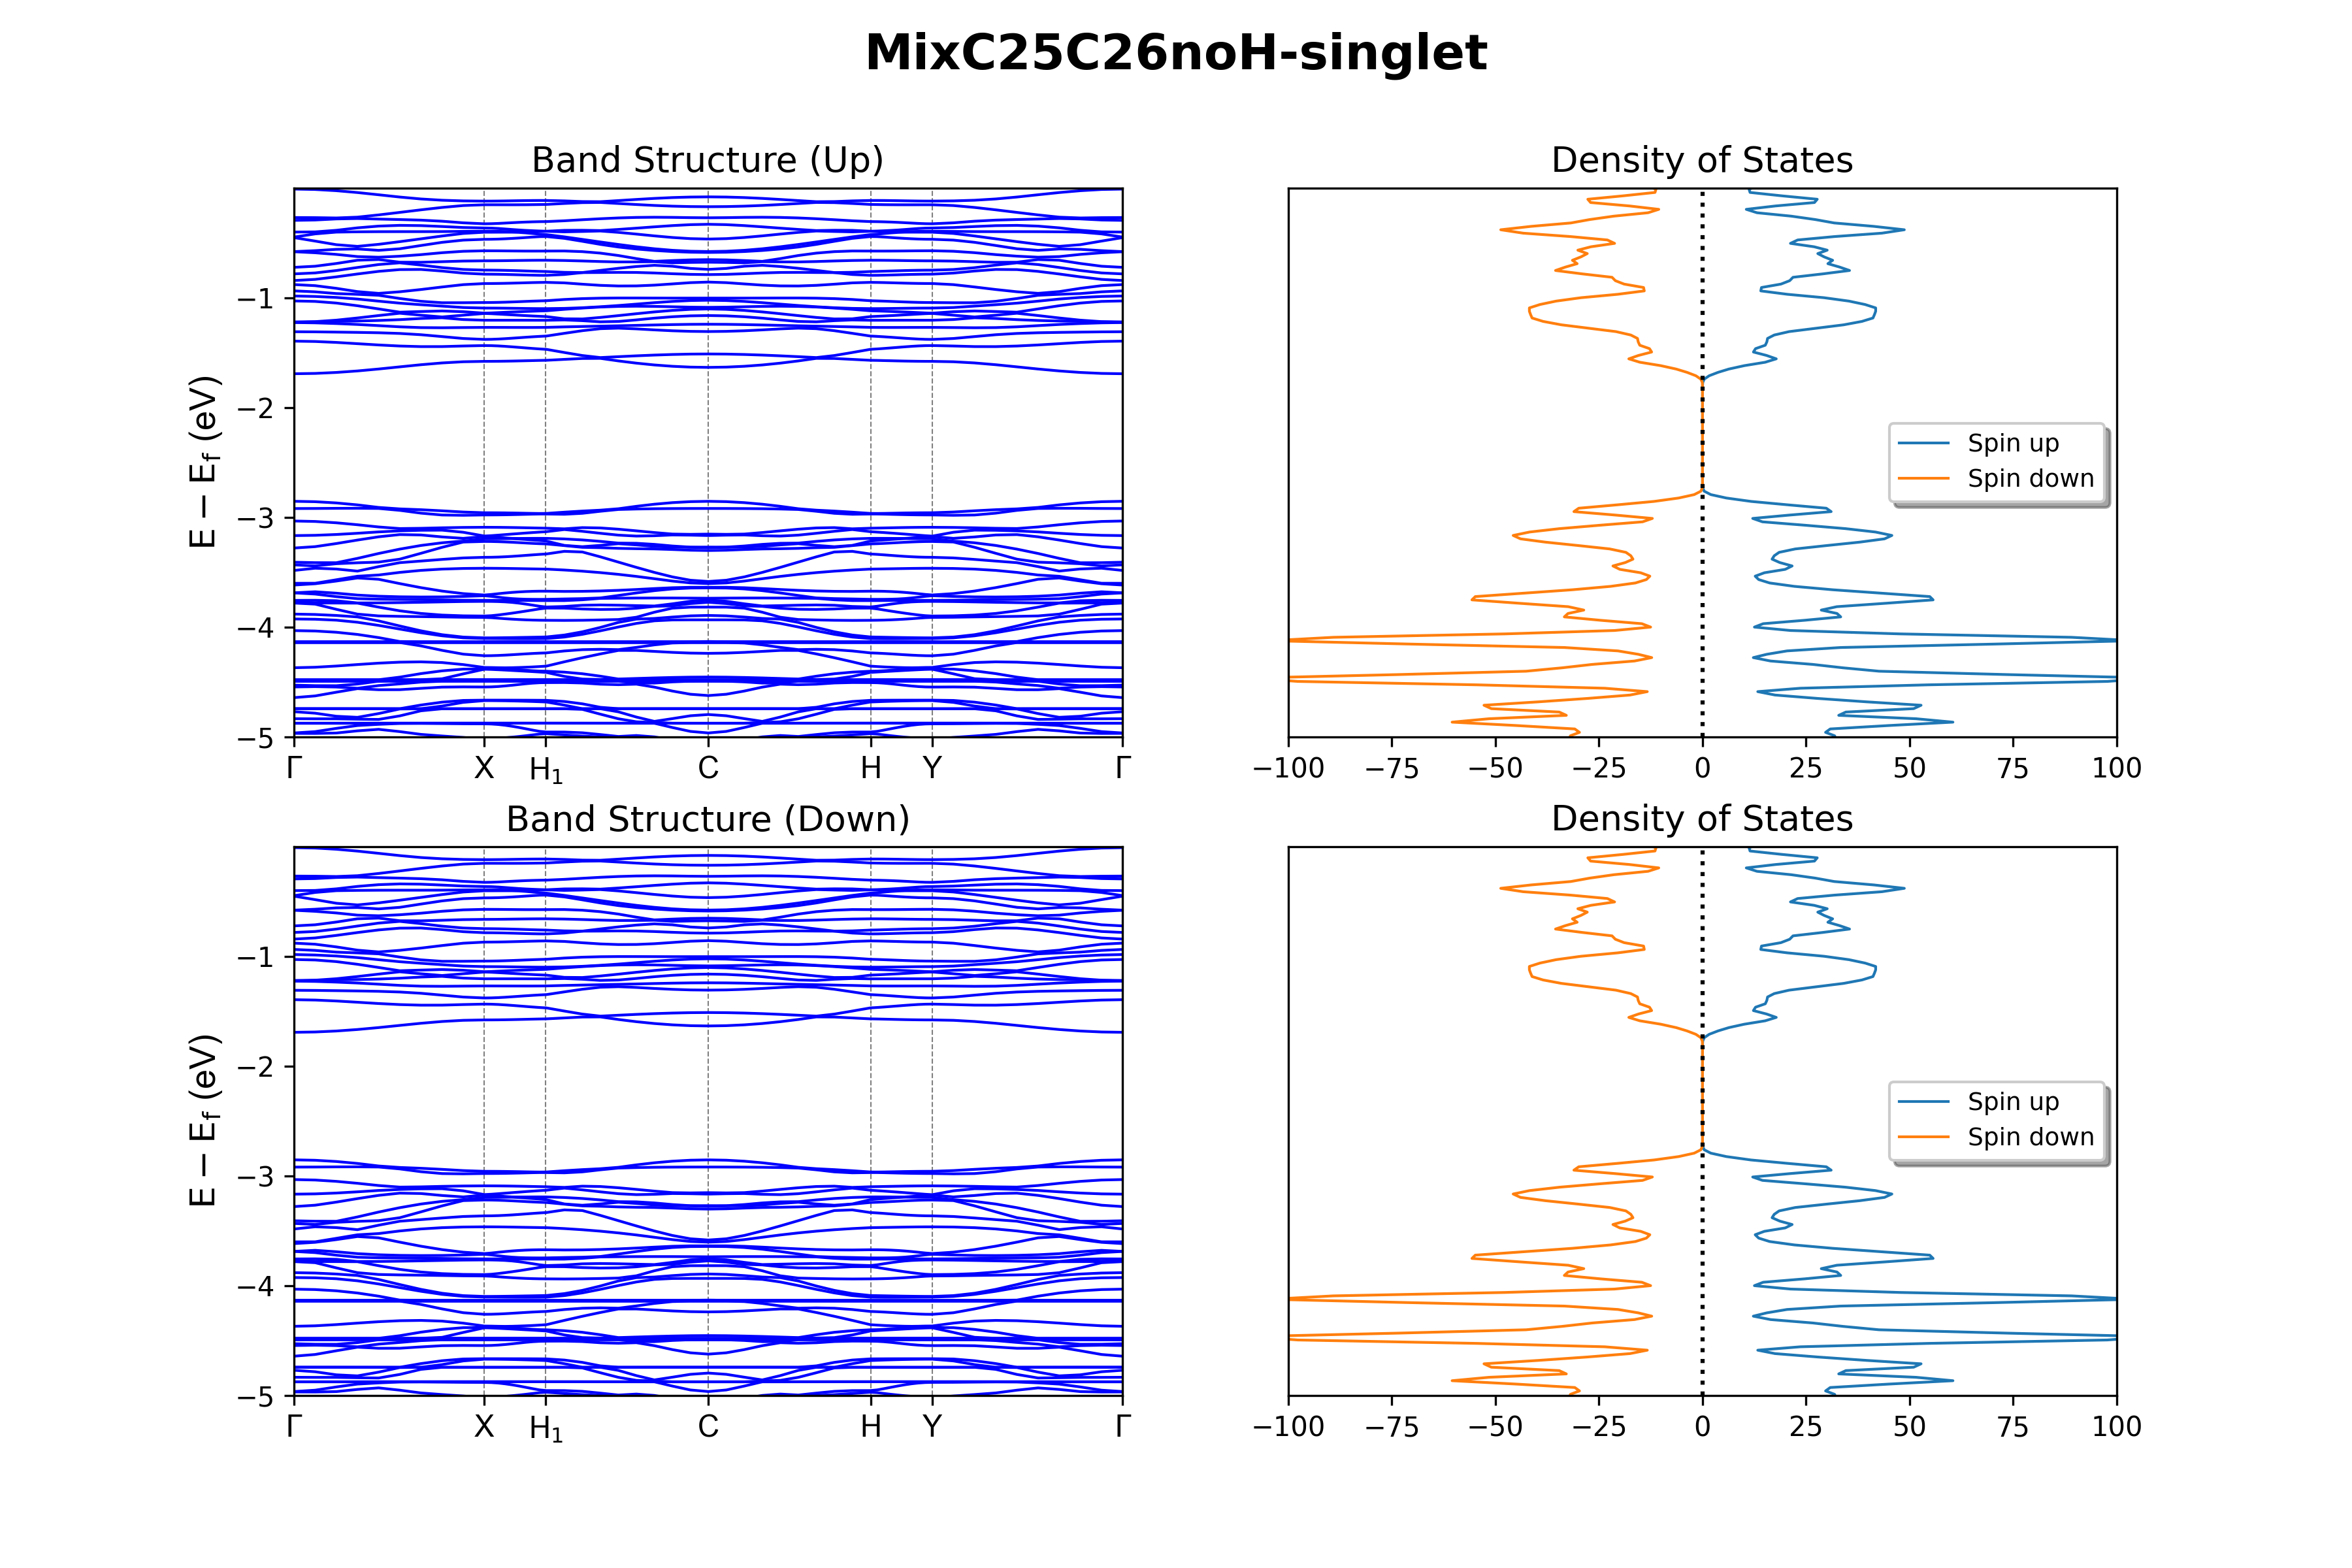 MixC25C26noH-singlet
Band Structure (Up)
Density of States
E − E_f (eV)
−1
−2
−3
−4
−5
Γ X H₁ C H Y Γ
Spin up
Spin down
−100 −75 −50 −25 0 25 50 75 100
Band Structure (Down)
Density of States
E − E_f (eV)
−1
−2
−3
−4
−5
Γ X H₁ C H Y Γ
Spin up
Spin down
−100 −75 −50 −25 0 25 50 75 100